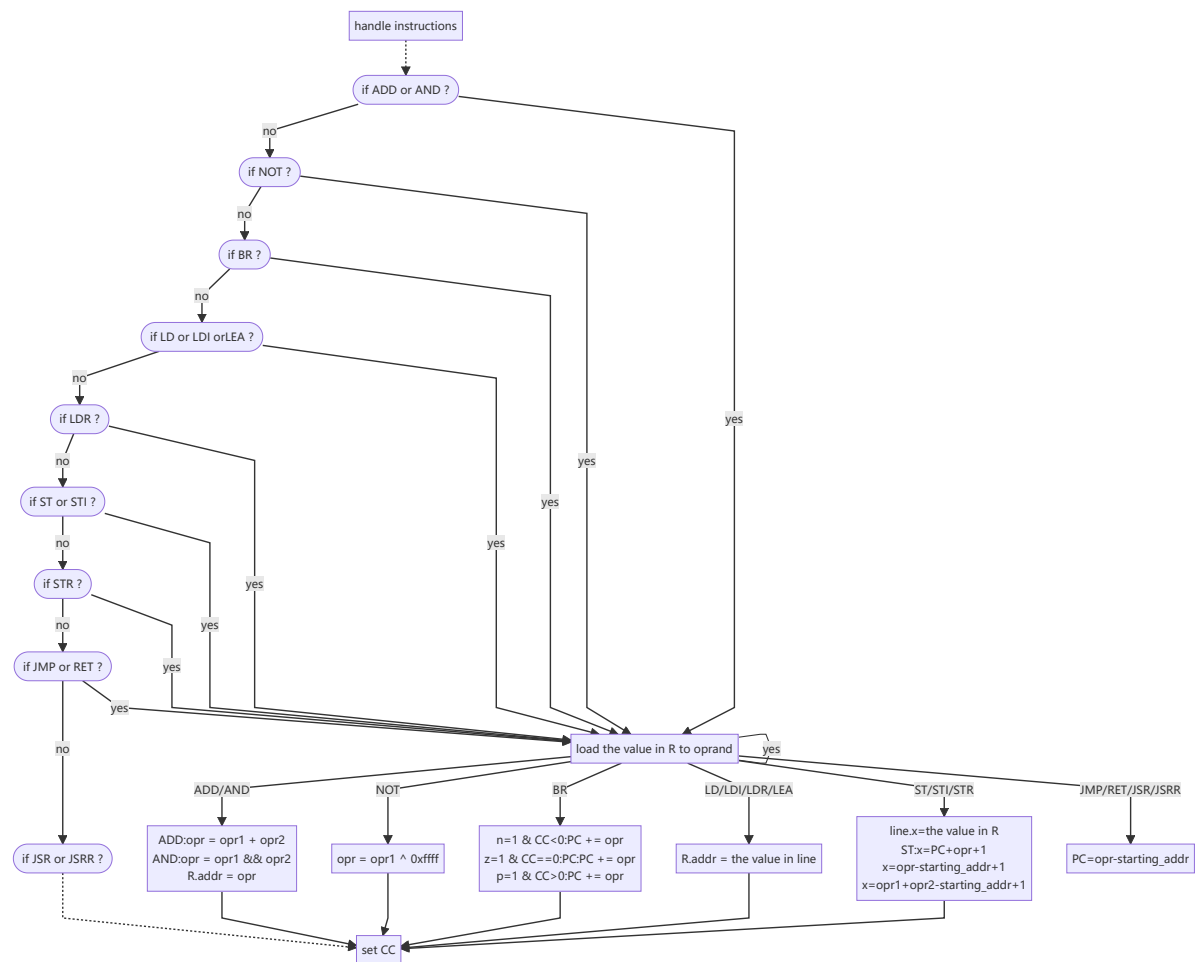 handle instructions
if ADD or AND ?
no
if NOT ?
no
if BR ?
no
if LD or LDI orLEA ?
no
if LDR ?
yes
no
yes
if ST or STI ?
yes
no
yes
if STR ?
yes
no
yes
if JMP or RET ?
yes
yes
no
load the value in R to oprand
yes
ADD/AND
NOT
BR
LD/LDI/LDR/LEA
ST/STI/STR
JMP/RET/JSR/JSRR
if JSR or JSRR ?
ADD:opr = opr1 + opr2
AND:opr = opr1 && opr2
R.addr = opr
opr = opr1 ^ 0xffff
n=1 & CC<0:PC += opr
z=1 & CC==0:PC:PC += opr
p=1 & CC>0:PC += opr
R.addr = the value in line
line.x=the value in R
ST:x=PC+opr+1
x=opr-starting_addr+1
x=opr1+opr2-starting_addr+1
PC=opr-starting_addr
set CC